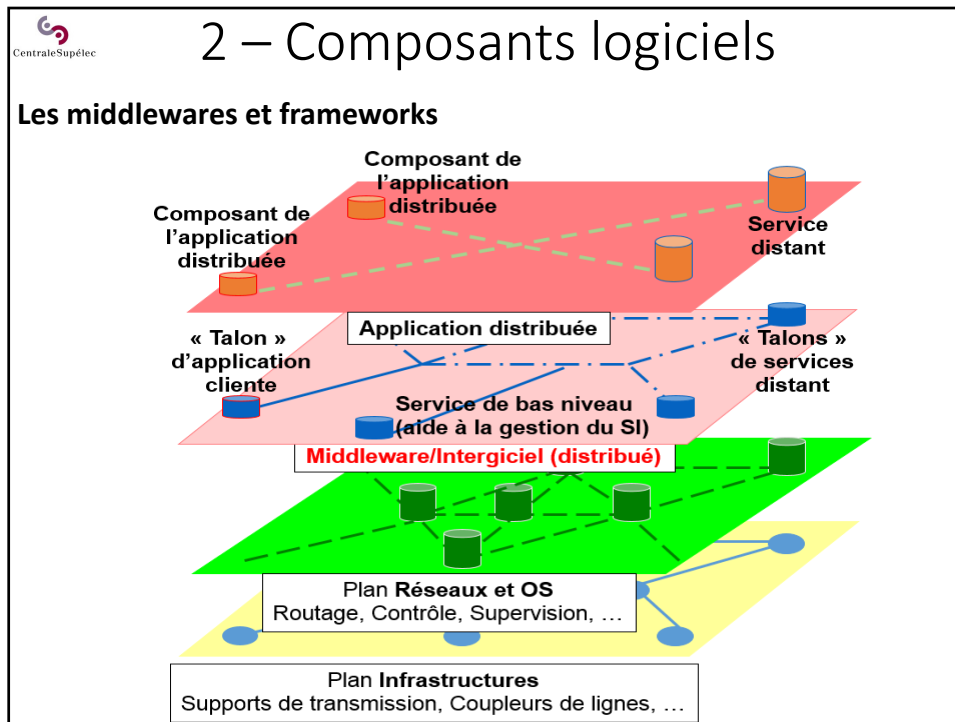 CentraleSupélec
2 – Composants logiciels
Les middlewares et frameworks
Composant de
l'application
distribuée
Composant de
l'application
distribuée
Service
distant
Application distribuée
« Talon »
d'application
cliente
« Talons »
de services
distant
Service de bas niveau
(aide à la gestion du SI)
Middleware/Intergiciel (distribué)
Plan Réseaux et OS
Routage, Contrôle, Supervision, …
Plan Infrastructures
Supports de transmission, Coupleurs de lignes, …